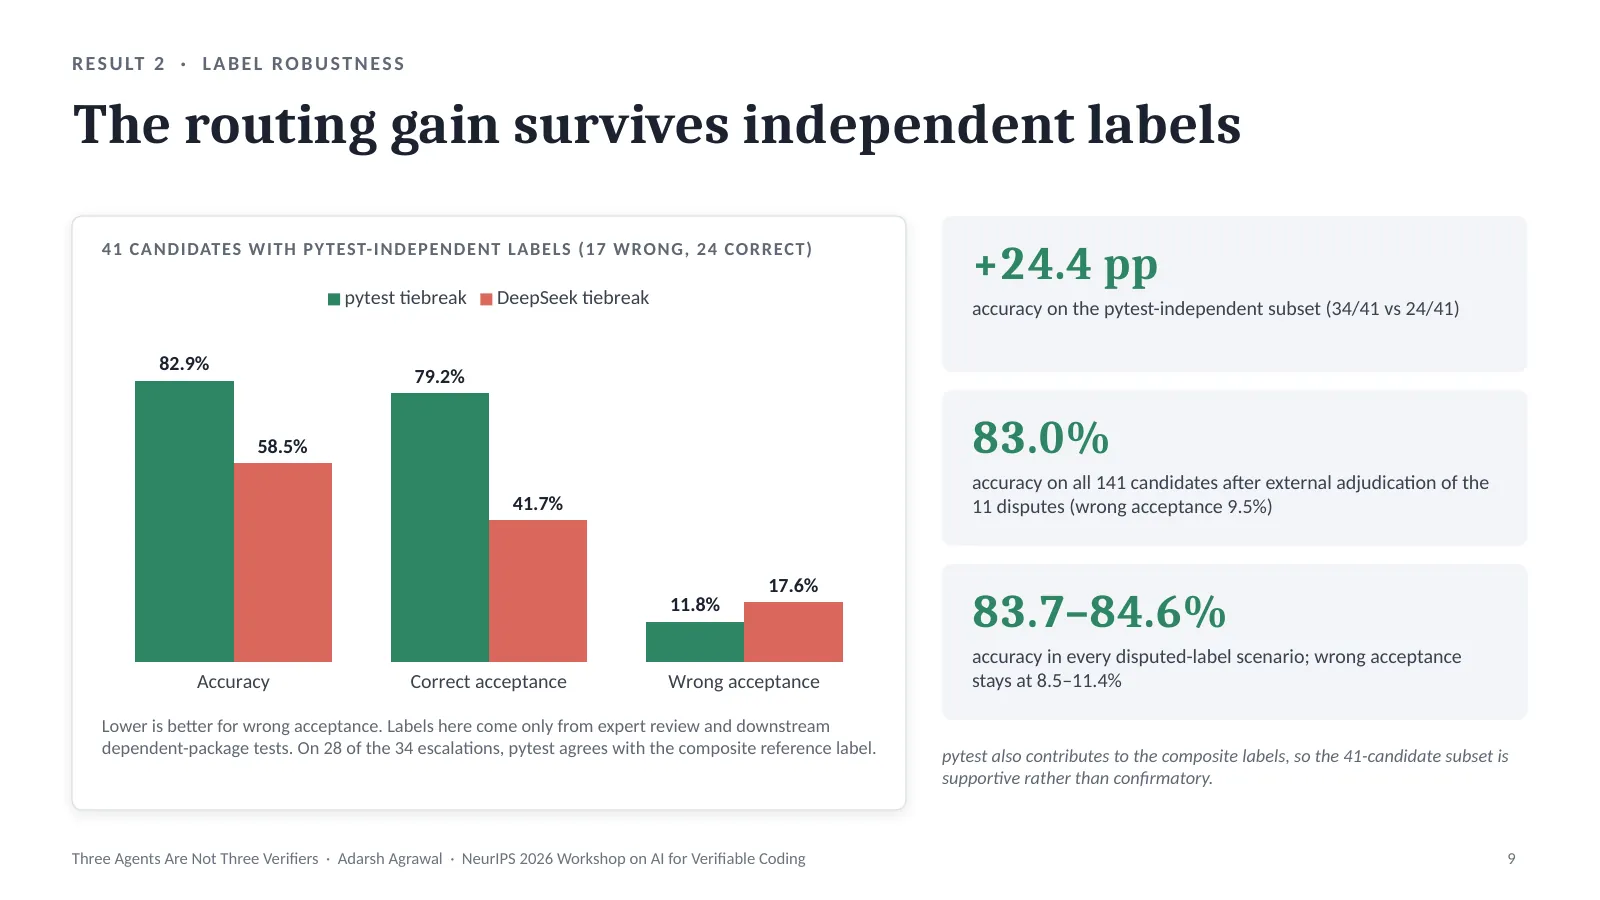 RESULT 2 · LABEL ROBUSTNESS
The routing gain survives independent labels
41 CANDIDATES WITH PYTEST-INDEPENDENT LABELS (17 WRONG, 24 CORRECT)
pytest tiebreak DeepSeek tiebreak
82.9%
58.5%
79.2%
41.7%
11.8%
17.6%
Accuracy
Correct acceptance
Wrong acceptance
Lower is better for wrong acceptance. Labels here come only from expert review and downstream
dependent-package tests. On 28 of the 34 escalations, pytest agrees with the composite reference label.
+24.4 pp
accuracy on the pytest-independent subset (34/41 vs 24/41)
83.0%
accuracy on all 141 candidates after external adjudication of the
11 disputes (wrong acceptance 9.5%)
83.7–84.6%
accuracy in every disputed-label scenario; wrong acceptance
stays at 8.5–11.4%
pytest also contributes to the composite labels, so the 41-candidate subset is
supportive rather than confirmatory.
Three Agents Are Not Three Verifiers · Adarsh Agrawal · NeurIPS 2026 Workshop on AI for Verifiable Coding
9